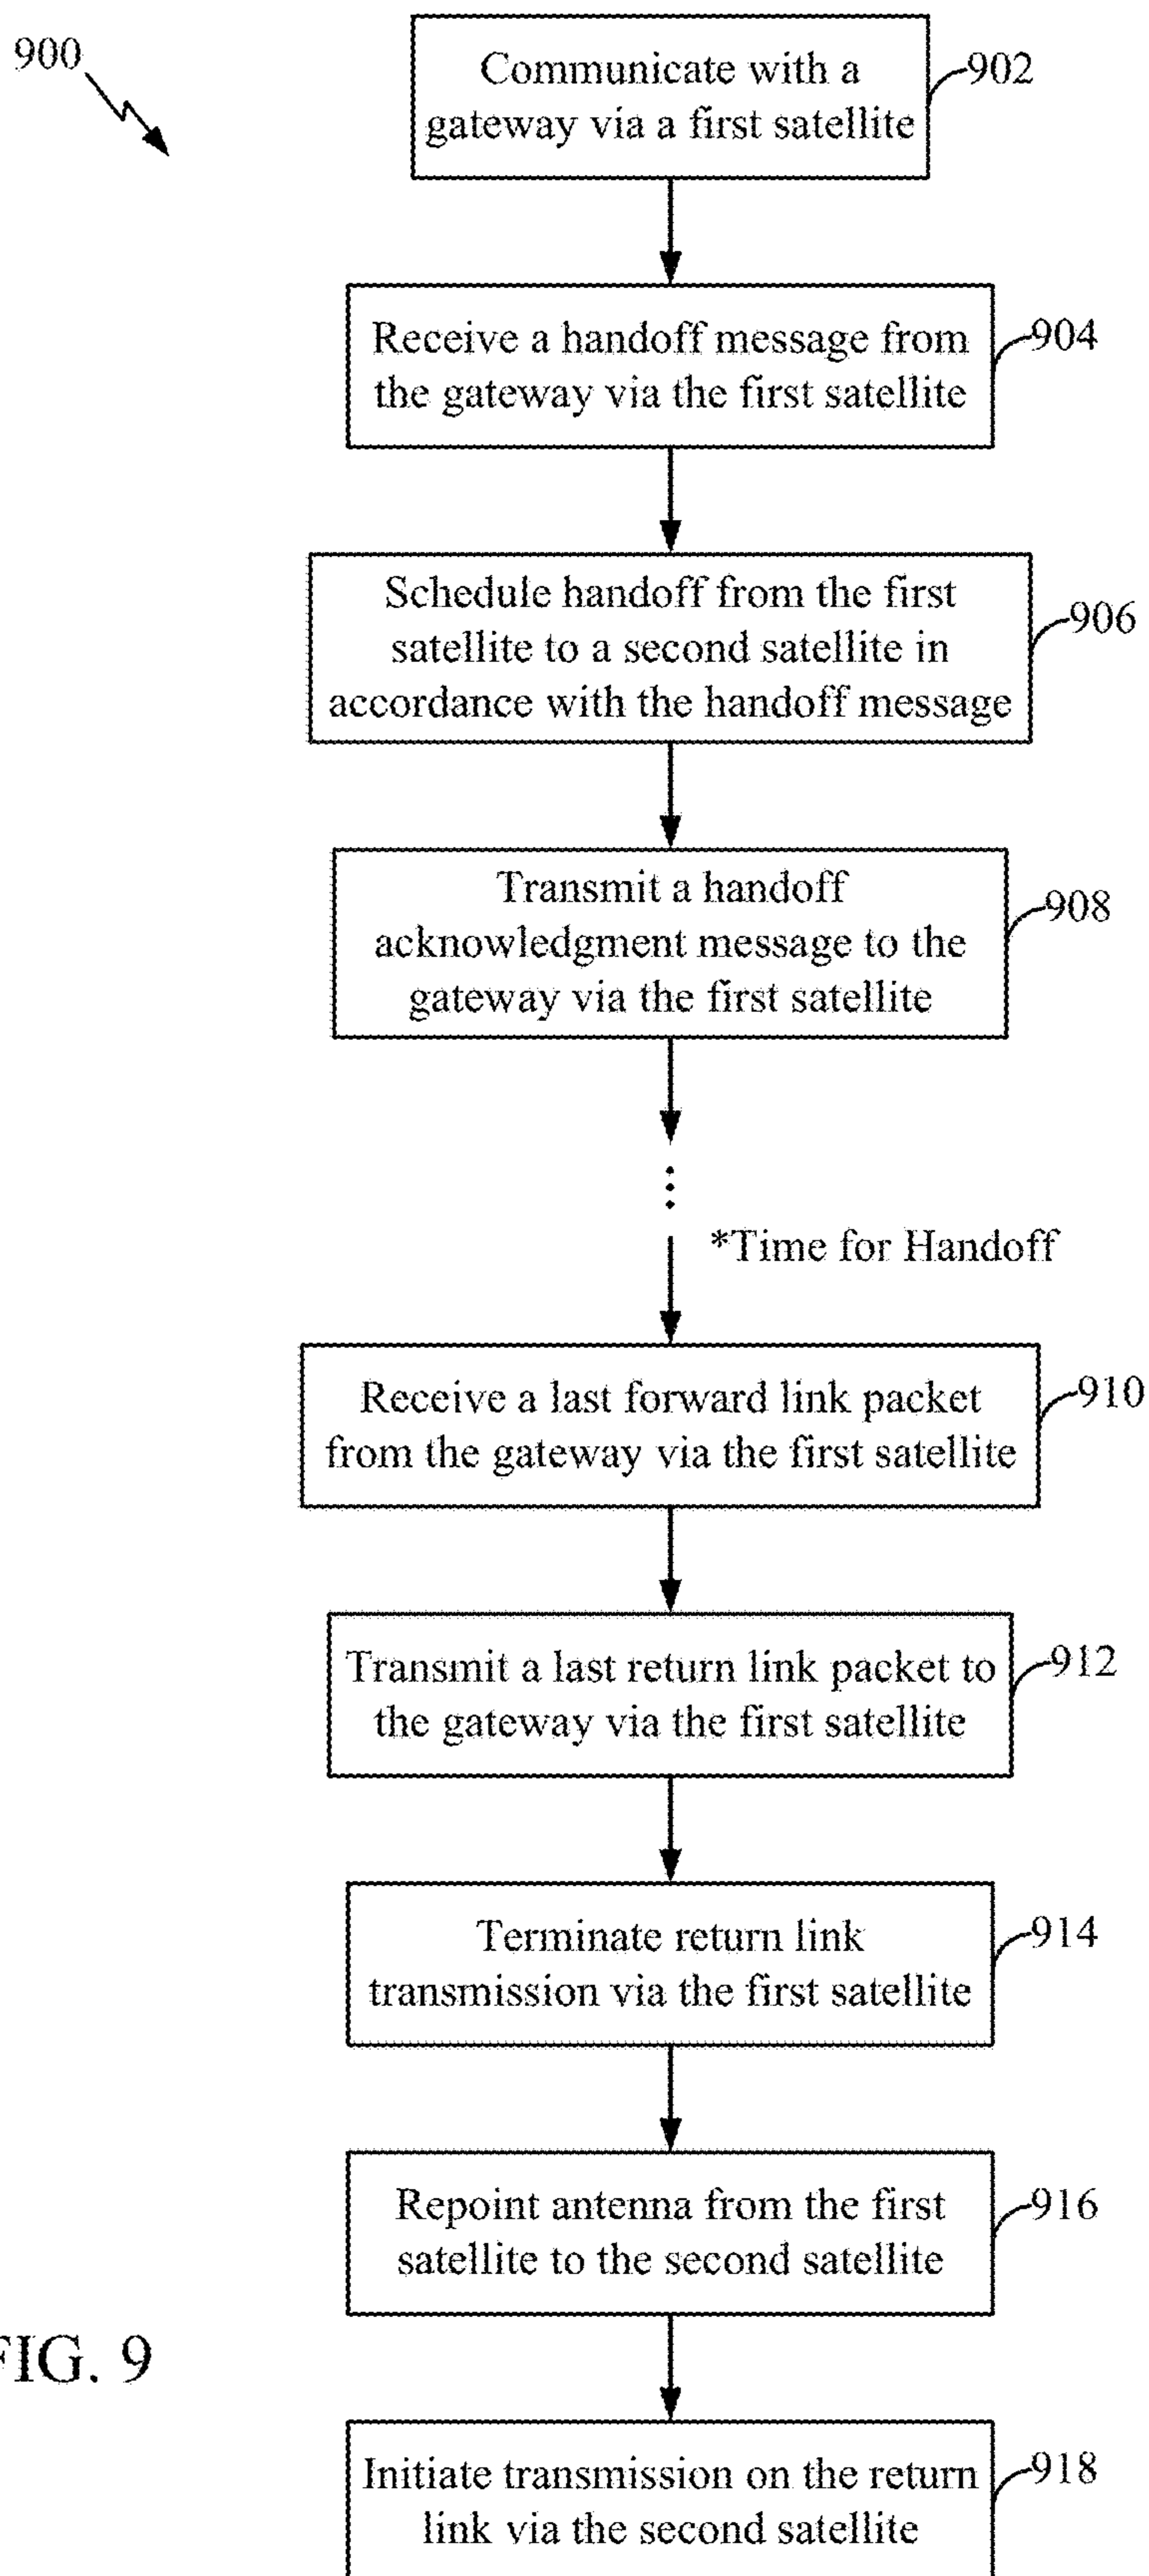 900
Communicate with a
gateway via a first satellite
902
Receive a handoff message from
the gateway via the first satellite
904
Schedule handoff from the first
satellite to a second satellite in
accordance with the handoff message
906
Transmit a handoff
acknowledgment message to the
gateway via the first satellite
908
*Time for Handoff
Receive a last forward link packet
from the gateway via the first satellite
910
Transmit a last return link packet to
the gateway via the first satellite
912
Terminate return link
transmission via the first satellite
914
Repoint antenna from the first
satellite to the second satellite
916
FIG. 9
Initiate transmission on the return
link via the second satellite
918